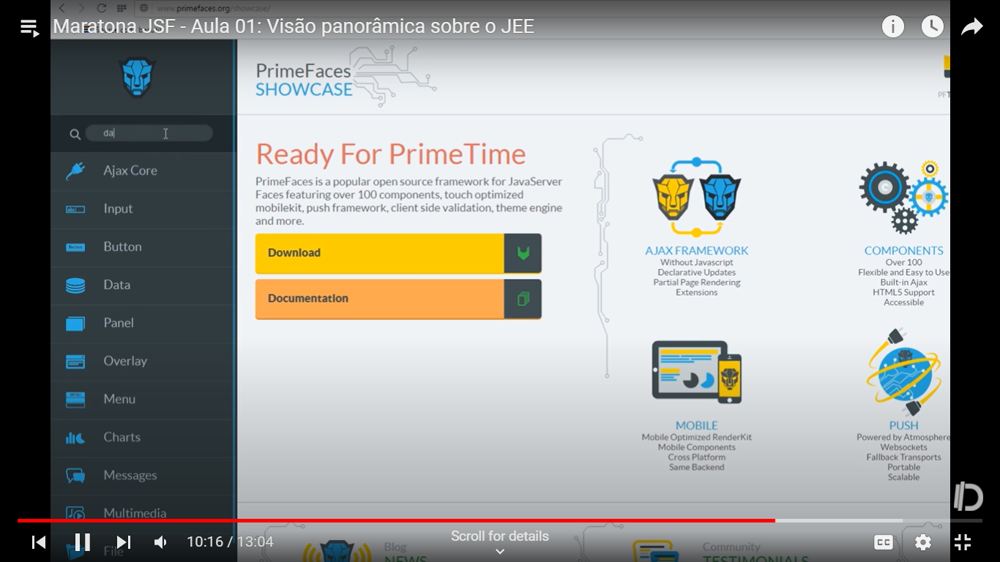 www.primefaces.org/showcase/
Maratona JSF - Aula 01: Visão panorâmica sobre o JEE
PrimeFaces
SHOWCASE
da
Ajax Core
Input
Button
Data
Panel
Overlay
Menu
Charts
Messages
Multimedia
File
Ready For PrimeTime
PrimeFaces is a popular open source framework for JavaServer
Faces featuring over 100 components, touch optimized
mobilekit, push framework, client side validation, theme engine
and more.
Download
Documentation
AJAX FRAMEWORK
Without Javascript
Declarative Updates
Partial Page Rendering
Extensions
COMPONENTS
Over 100
Flexible and Easy to Use
Built-in Ajax
HTML5 Support
Accessible
MOBILE
Mobile Optimized RenderKit
Mobile Components
Cross Platform
Same Backend
PUSH
Powered by Atmosphere
Websockets
Fallback Transports
Portable
Scalable
Blog
NEWS
Community
TESTIMONIALS
10:16 / 13:04
Scroll for details
CC